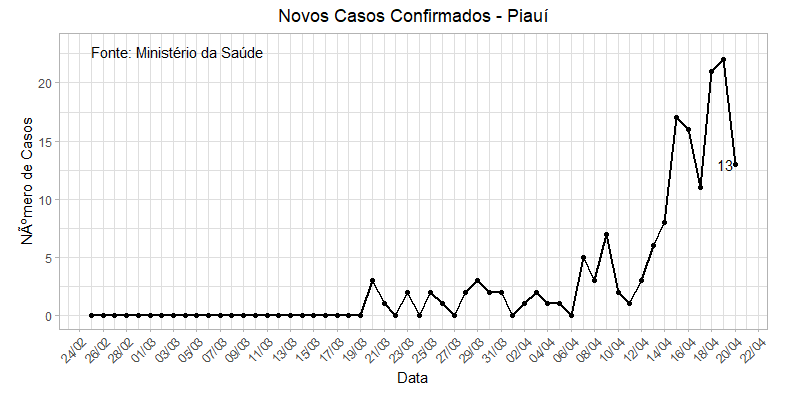 Novos Casos Confirmados - Piauí
Fonte: Ministério da Saúde
NÃºmero de Casos
20
15
10
5
0
13
24/02 26/02 28/02 01/03 03/03 05/03 07/03 09/03 11/03 13/03 15/03 17/03 19/03 21/03 23/03 25/03 27/03 29/03 31/03 02/04 04/04 06/04 08/04 10/04 12/04 14/04 16/04 18/04 20/04 22/04
Data